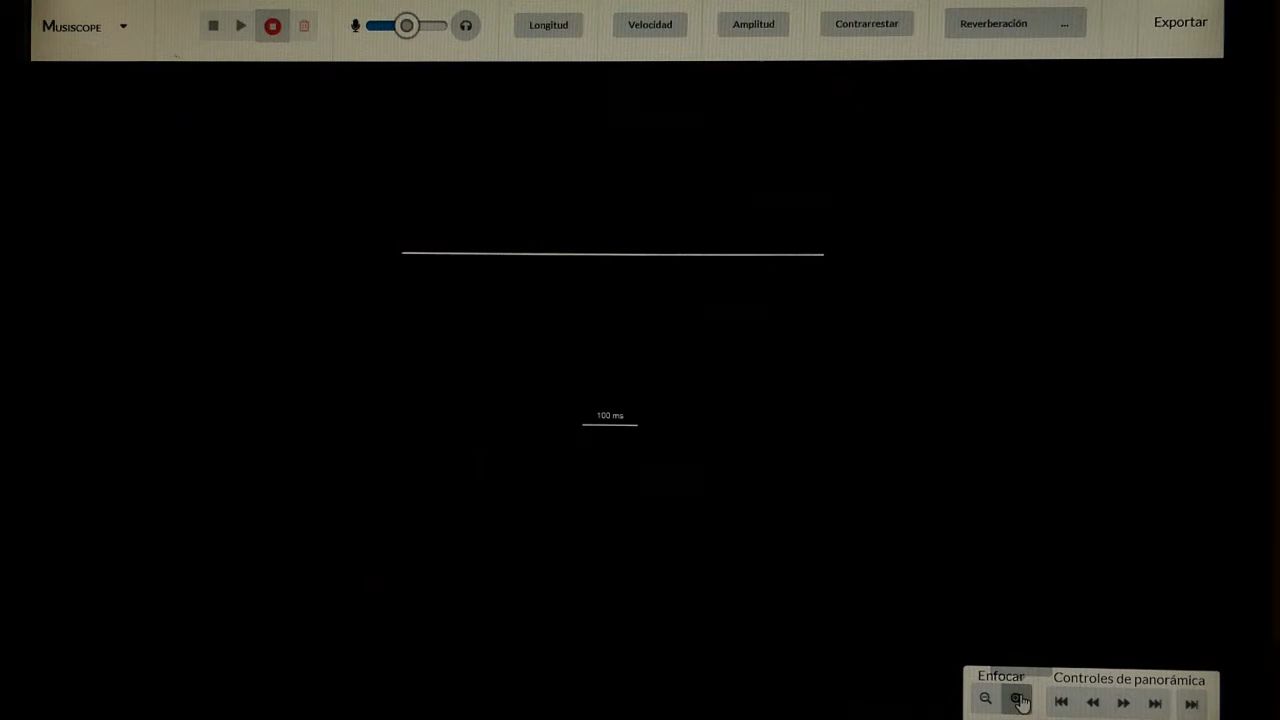 MUSISCOPE
Longitud
Velocidad
Amplitud
Contrarrestar
Reverberación
...
Exportar
100 ms
Enfocar
Controles de panorámica